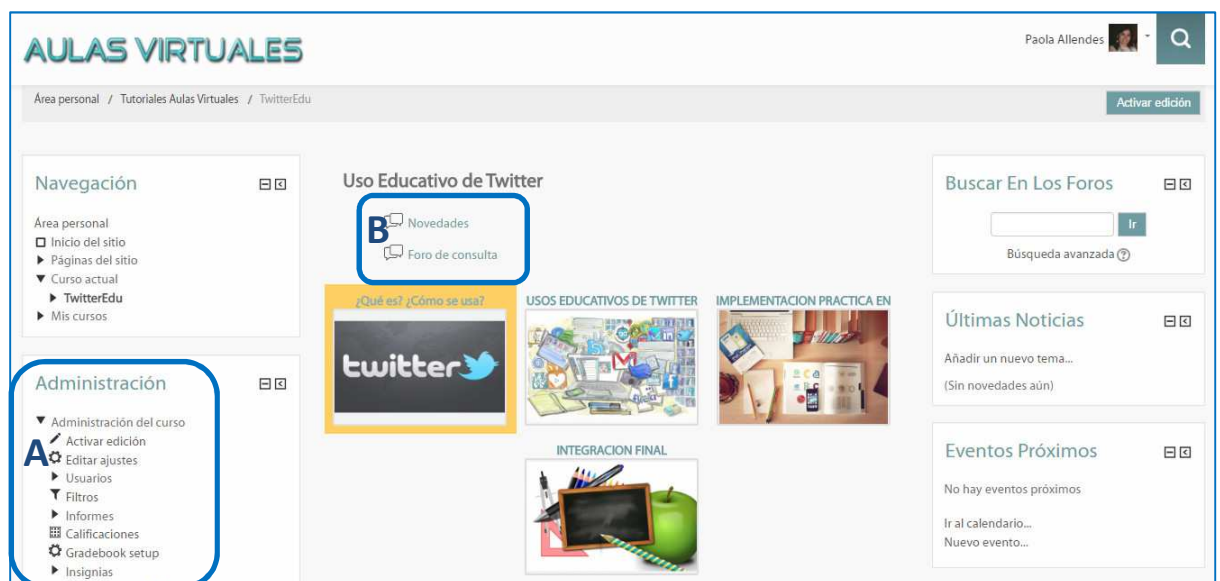 AULAS VIRTUALES
Paola Allendes
Área personal / Tutoriales Aulas Virtuales / TwitterEdu
Activar edición
Navegación
Área personal
Inicio del sitio
Páginas del sitio
Curso actual
TwitterEdu
Mis cursos
Administración
A
Administración del curso
Activar edición
Editar ajustes
Usuarios
Filtros
Informes
Calificaciones
Gradebook setup
Insignias
Uso Educativo de Twitter
B
Novedades
Foro de consulta
¿Qué es? ¿Cómo se usa?
twitter
USOS EDUCATIVOS DE TWITTER
IMPLEMENTACION PRACTICA EN
INTEGRACION FINAL
Buscar En Los Foros
Ir
Búsqueda avanzada
Últimas Noticias
Añadir un nuevo tema...
(Sin novedades aún)
Eventos Próximos
No hay eventos próximos
Ir al calendario...
Nuevo evento...